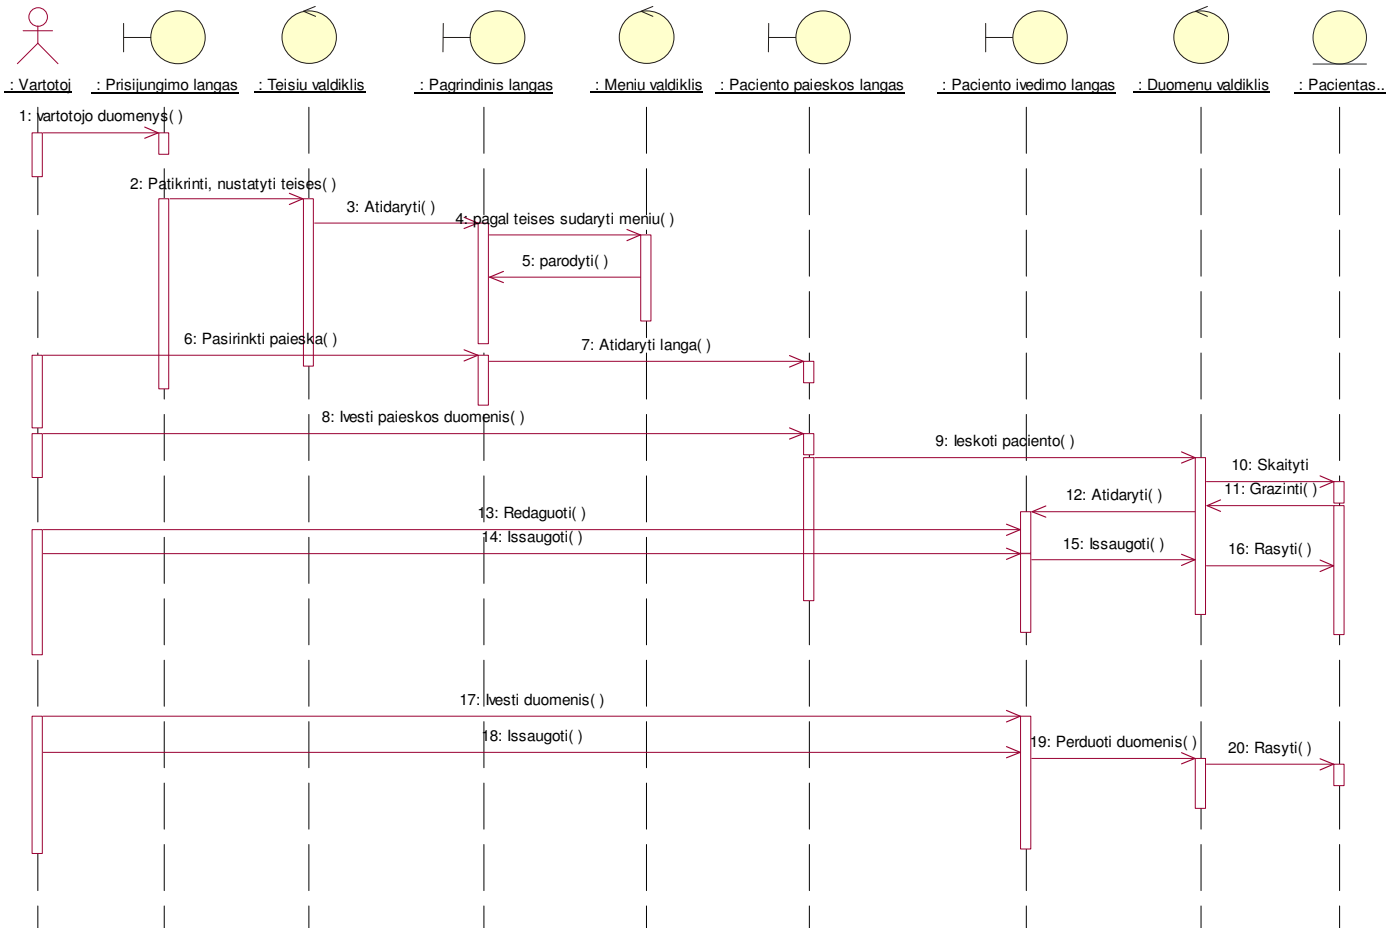 : Vartotoj
: Prisijungimo langas
: Teisiu valdiklis
: Pagrindinis langas
: Meniu valdiklis
: Paciento paieskos langas
: Paciento ivedimo langas
: Duomenu valdiklis
: Pacientas...
1: vartotojo duomenys( )
2: Patikrinti, nustatyti teises( )
3: Atidaryti( )
4: pagal teises sudaryti meniu( )
5: parodyti( )
6: Pasirinkti paieska( )
7: Atidaryti langa( )
8: Ivesti paieskos duomenis( )
9: Ieskoti paciento( )
10: Skaityti
11: Grazinti( )
12: Atidaryti( )
13: Redaguoti( )
14: Issaugoti( )
15: Issaugoti( )
16: Rasyti( )
17: Ivesti duomenis( )
18: Issaugoti( )
19: Perduoti duomenis( )
20: Rasyti( )